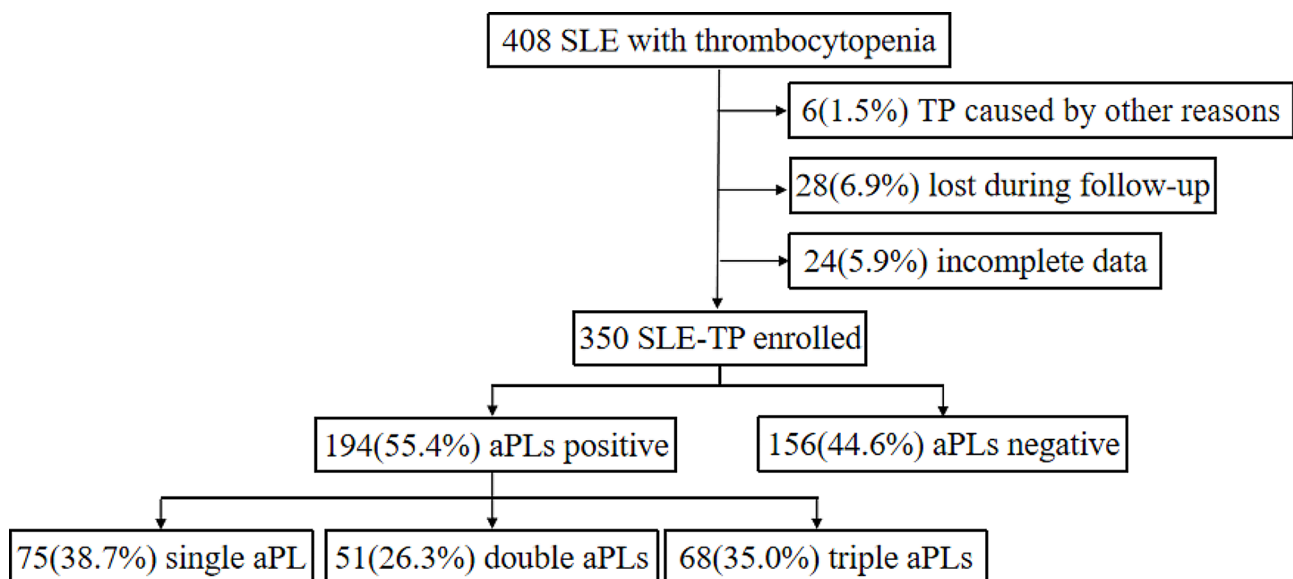 408 SLE with thrombocytopenia
6(1.5%) TP caused by other reasons
28(6.9%) lost during follow-up
24(5.9%) incomplete data
350 SLE-TP enrolled
194(55.4%) aPLs positive
156(44.6%) aPLs negative
75(38.7%) single aPL
51(26.3%) double aPLs
68(35.0%) triple aPLs